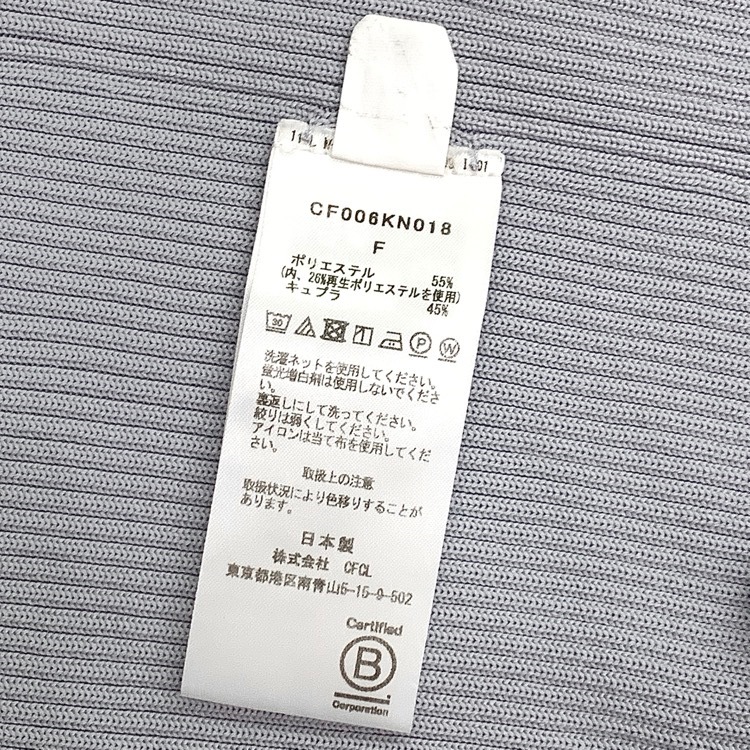 CF006KN018
F
ポリエステル 55%
(内、26%再生ポリエステルを使用)
キュプラ 45%
30
P W
洗濯ネットを使用してください。
蛍光増白剤は使用しないでくださ
い。
裏返しにして洗ってください。
絞りは弱くしてください。
アイロンは当て布を使用してくだ
さい。
取扱上の注意
取扱状況により色移りすることが
あります。
日本製
株式会社 CFCL
東京都港区南青山5-15-9-502
Certified
B
Corporation